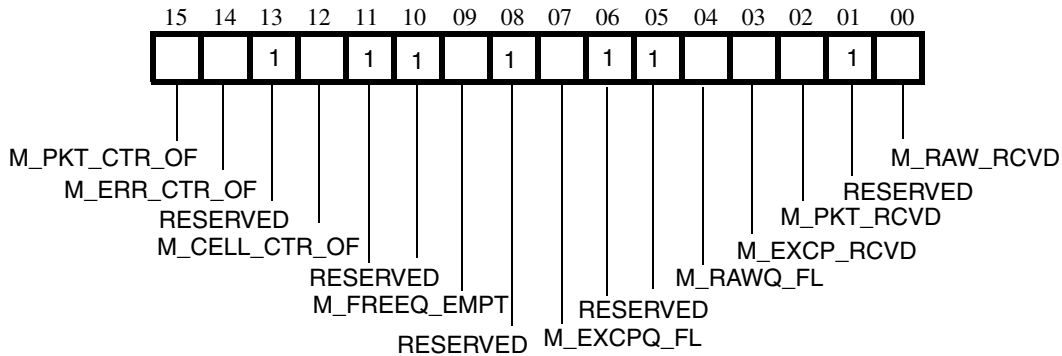 15 14 13 12 11 10 09 08 07 06 05 04 03 02 01 00
1 1 1 1 1 1 1
M_PKT_CTR_OF M_RAW_RCVD
M_ERR_CTR_OF RESERVED
RESERVED M_PKT_RCVD
M_CELL_CTR_OF M_EXCP_RCVD
RESERVED M_RAWQ_FL
M_FREEQ_EMPT RESERVED
RESERVED M_EXCPQ_FL